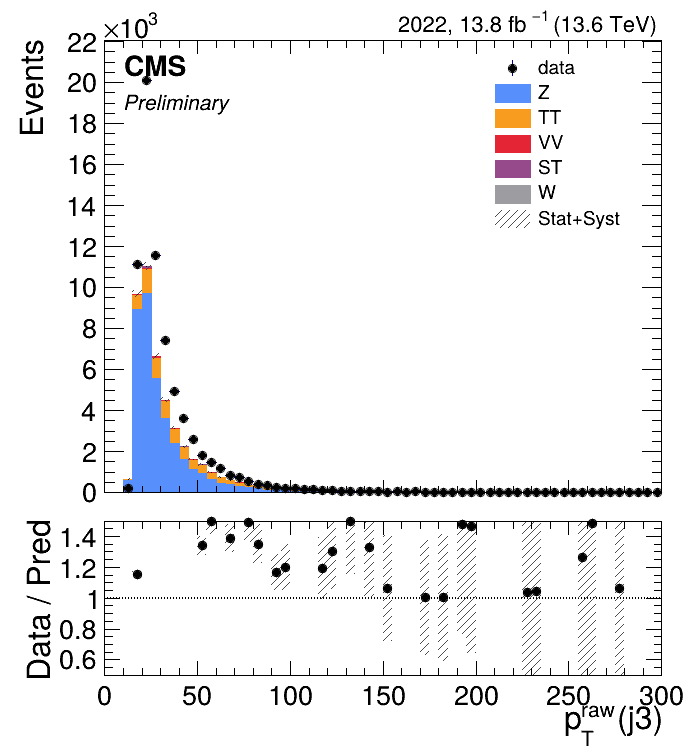 ×10³
2022, 13.8 fb⁻¹ (13.6 TeV)
Events
22
20
18
16
14
12
10
8
6
4
2
0
CMS
Preliminary
data
Z
TT
VV
ST
W
Stat+Syst
Data / Pred
1.4
1.2
1
0.8
0.6
0 50 100 150 200 250 300
p_T^raw(j3)